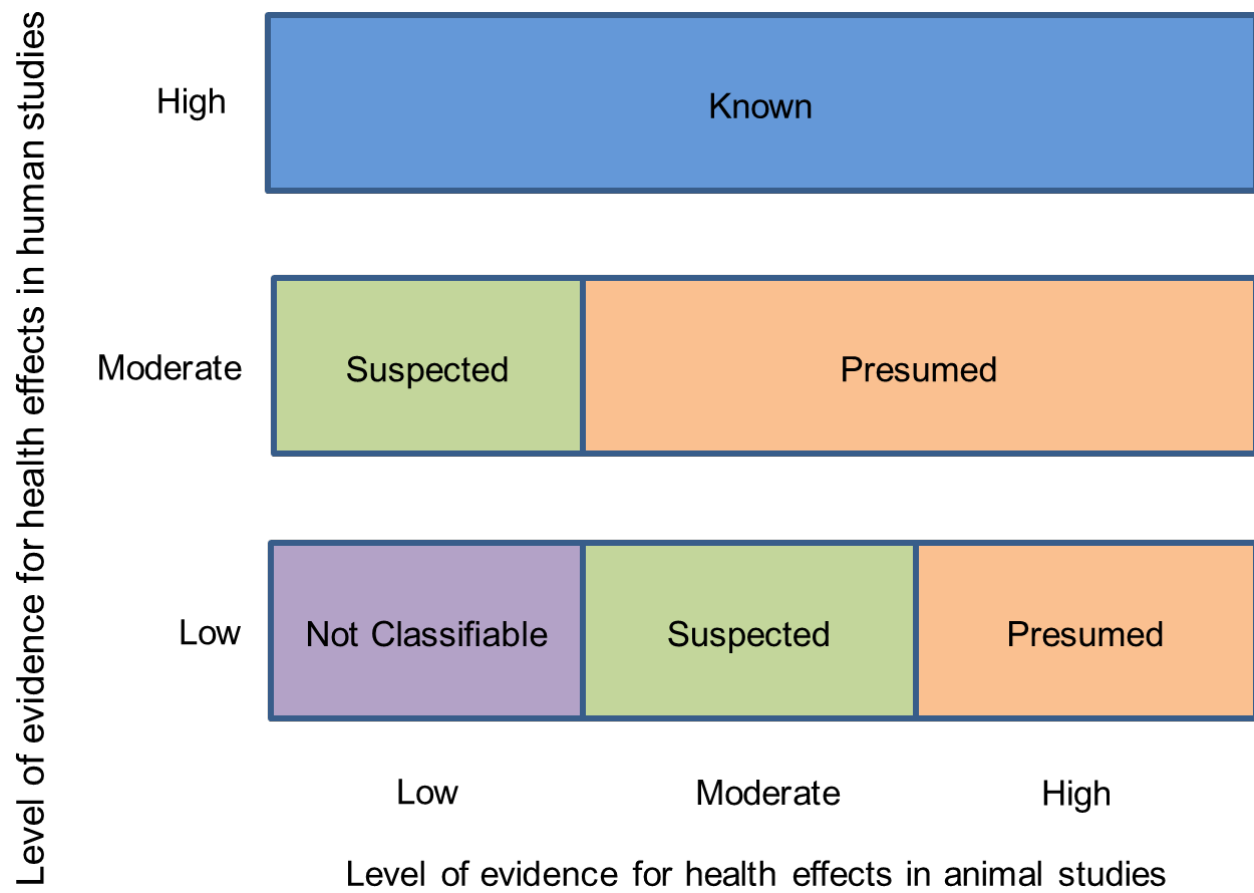 Level of evidence for health effects in human studies
High
Known
Moderate
Suspected
Presumed
Low
Not Classifiable
Suspected
Presumed
Low
Moderate
High
Level of evidence for health effects in animal studies